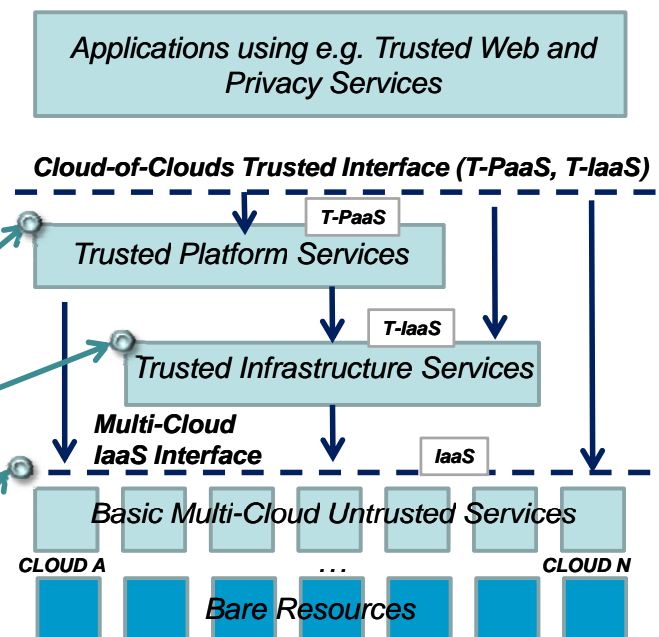 Applications using e.g. Trusted Web and
Privacy Services
Cloud-of-Clouds Trusted Interface (T-PaaS, T-IaaS)
T-PaaS
Trusted Platform Services
T-IaaS
Trusted Infrastructure Services
Multi-Cloud
IaaS Interface
IaaS
Basic Multi-Cloud Untrusted Services
CLOUD A
...
CLOUD N
Bare Resources